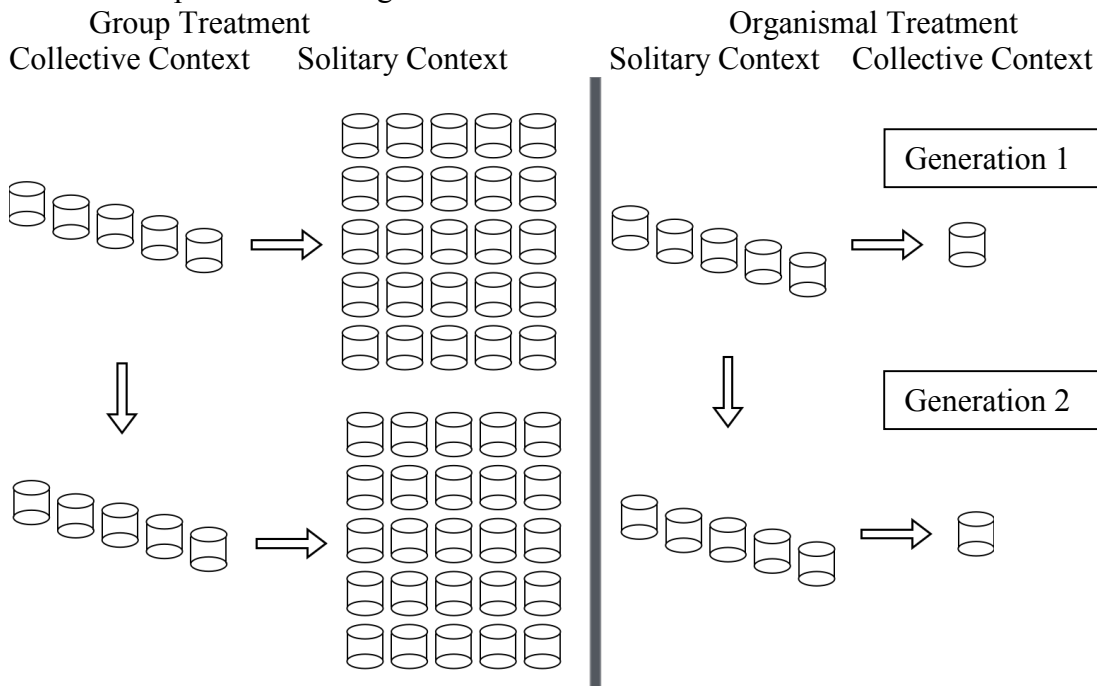 Group Treatment
Organismal Treatment
Collective Context
Solitary Context
Solitary Context
Collective Context
Generation 1
Generation 2